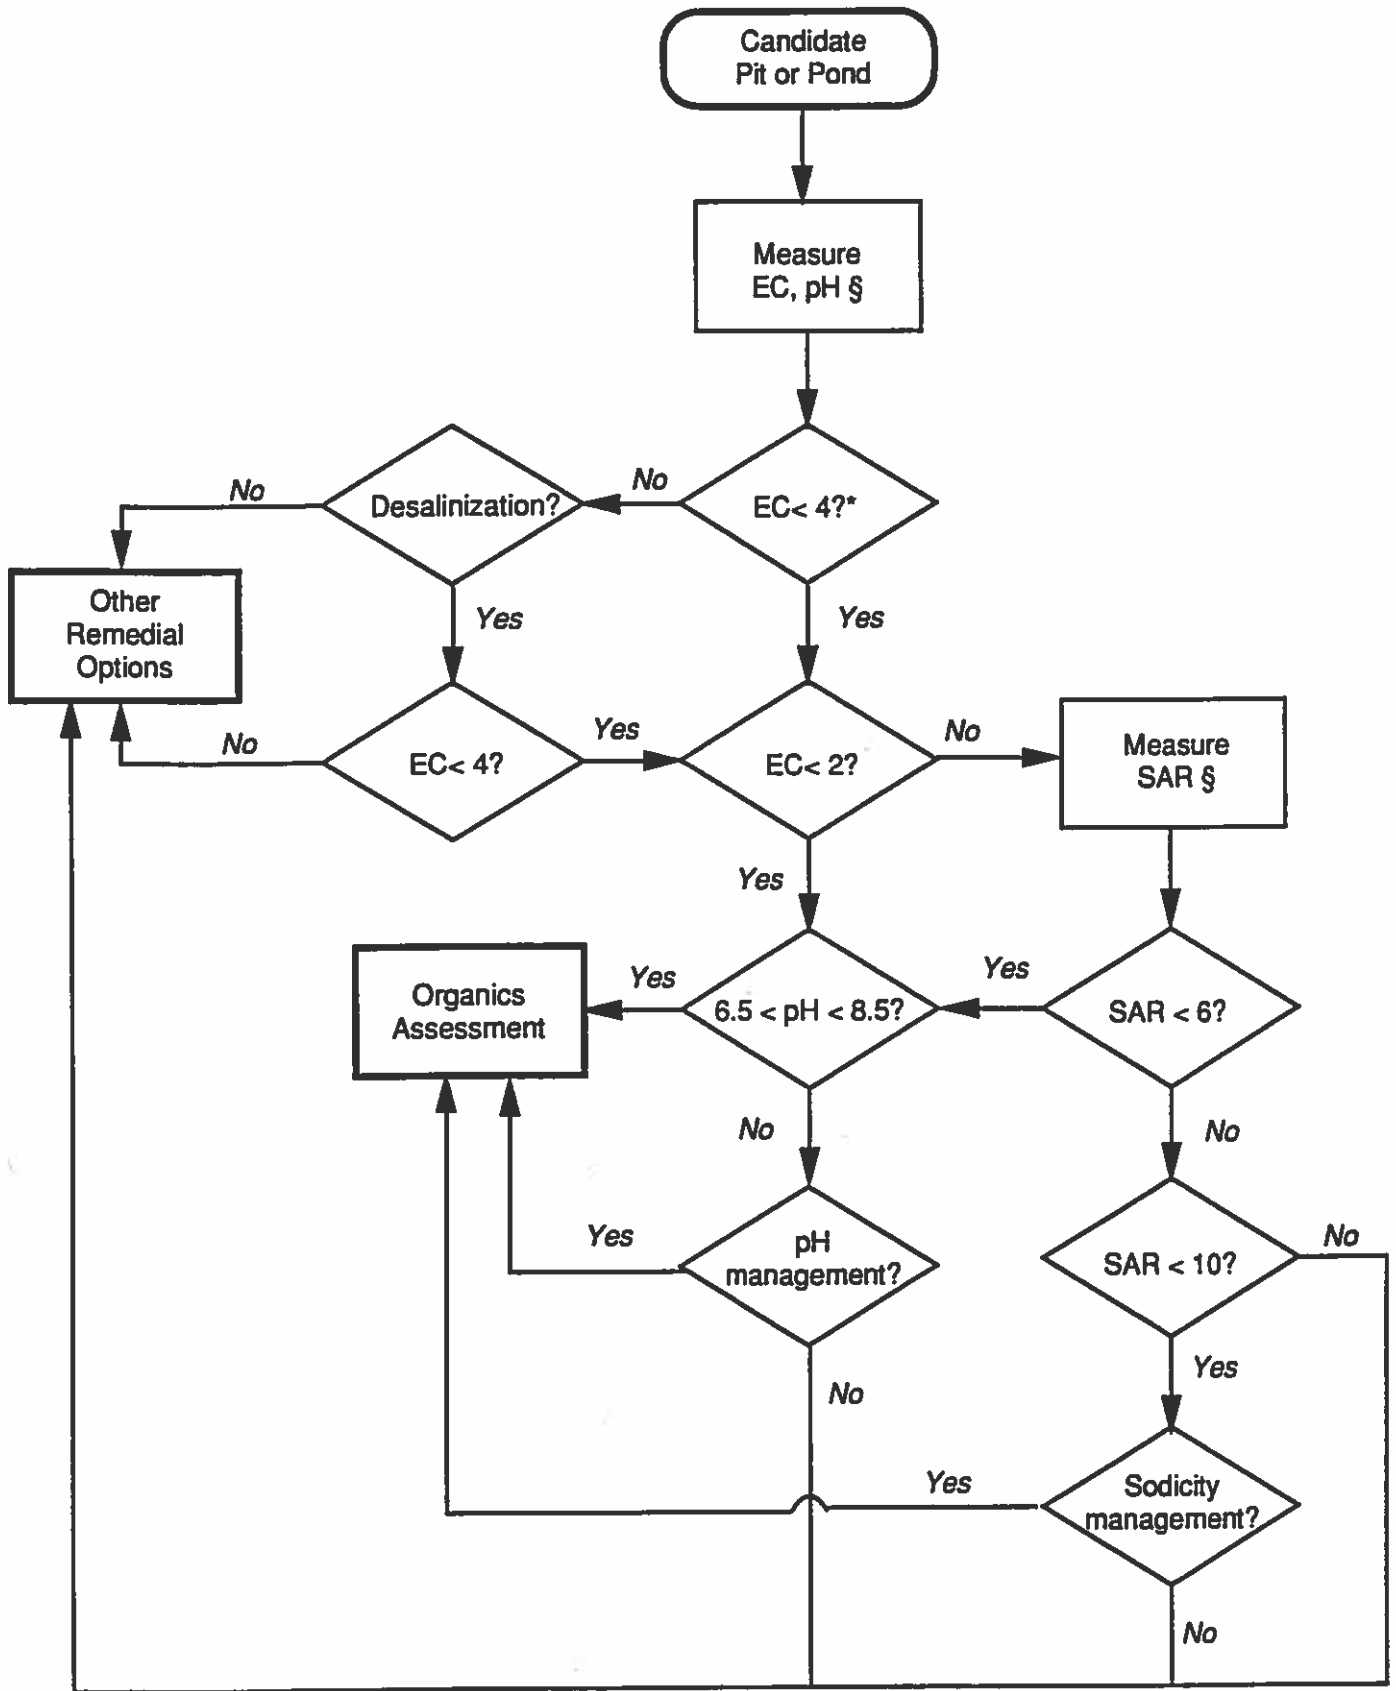 Candidate
Pit or Pond
Measure
EC, pH §
No
Desalinization?
No
EC< 4?*
Other
Remedial
Options
Yes
Yes
No
EC< 4?
Yes
EC< 2?
No
Measure
SAR §
Yes
Organics
Assessment
Yes
6.5 < pH < 8.5?
Yes
SAR < 6?
No
No
Yes
pH
management?
SAR < 10?
No
No
Yes
Yes
Sodicity
management?
No